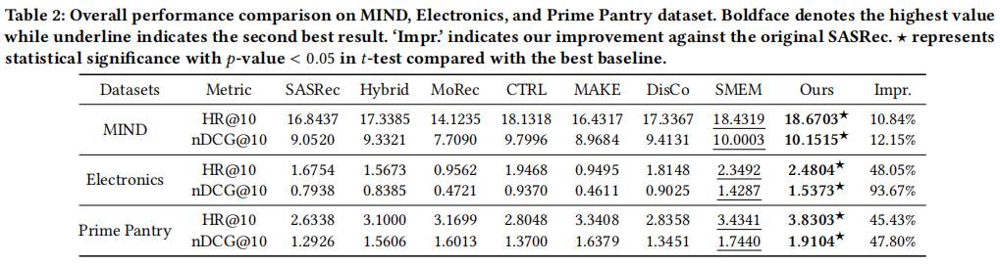 Table 2: Overall performance comparison on MIND, Electronics, and Prime Pantry dataset. Boldface denotes the highest value
while underline indicates the second best result. ‘Impr.’ indicates our improvement against the original SASRec. ★ represents
statistical significance with p-value < 0.05 in t-test compared with the best baseline.
Datasets Metric SASRec Hybrid MoRec CTRL MAKE DisCo SMEM Ours Impr.
MIND HR@10 16.8437 17.3385 14.1235 18.1318 16.4317 17.3367 18.4319 18.6703★ 10.84%
nDCG@10 9.0520 9.3321 7.7090 9.7996 8.9684 9.4131 10.0003 10.1515★ 12.15%
Electronics HR@10 1.6754 1.5673 0.9562 1.9468 0.9495 1.8148 2.3492 2.4804★ 48.05%
nDCG@10 0.7938 0.8385 0.4721 0.9370 0.4611 0.9025 1.4287 1.5373★ 93.67%
Prime Pantry HR@10 2.6338 3.1000 3.1699 2.8048 3.3408 2.8358 3.4341 3.8303★ 45.43%
nDCG@10 1.2926 1.5606 1.6013 1.3700 1.6379 1.3451 1.7440 1.9104★ 47.80%